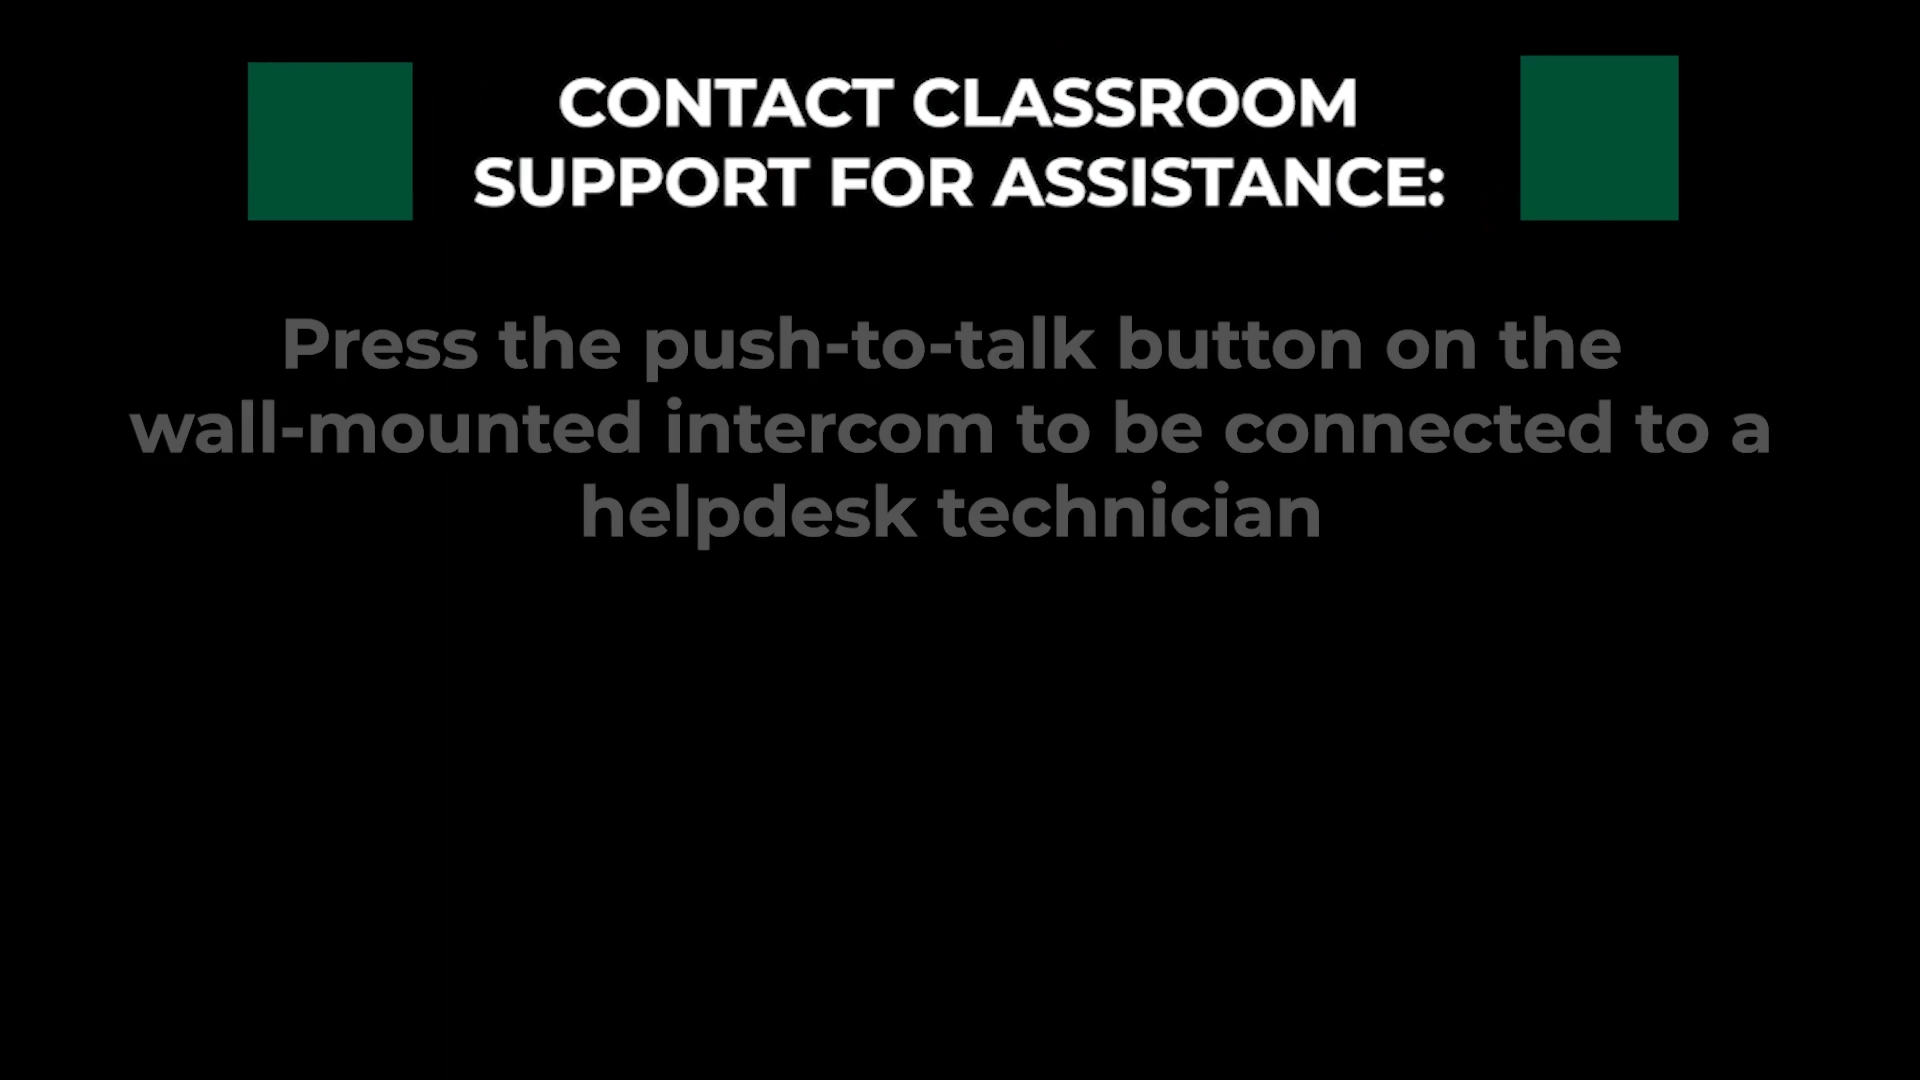 CONTACT CLASSROOM
SUPPORT FOR ASSISTANCE:
Press the push-to-talk button on the
wall-mounted intercom to be connected to a
helpdesk technician